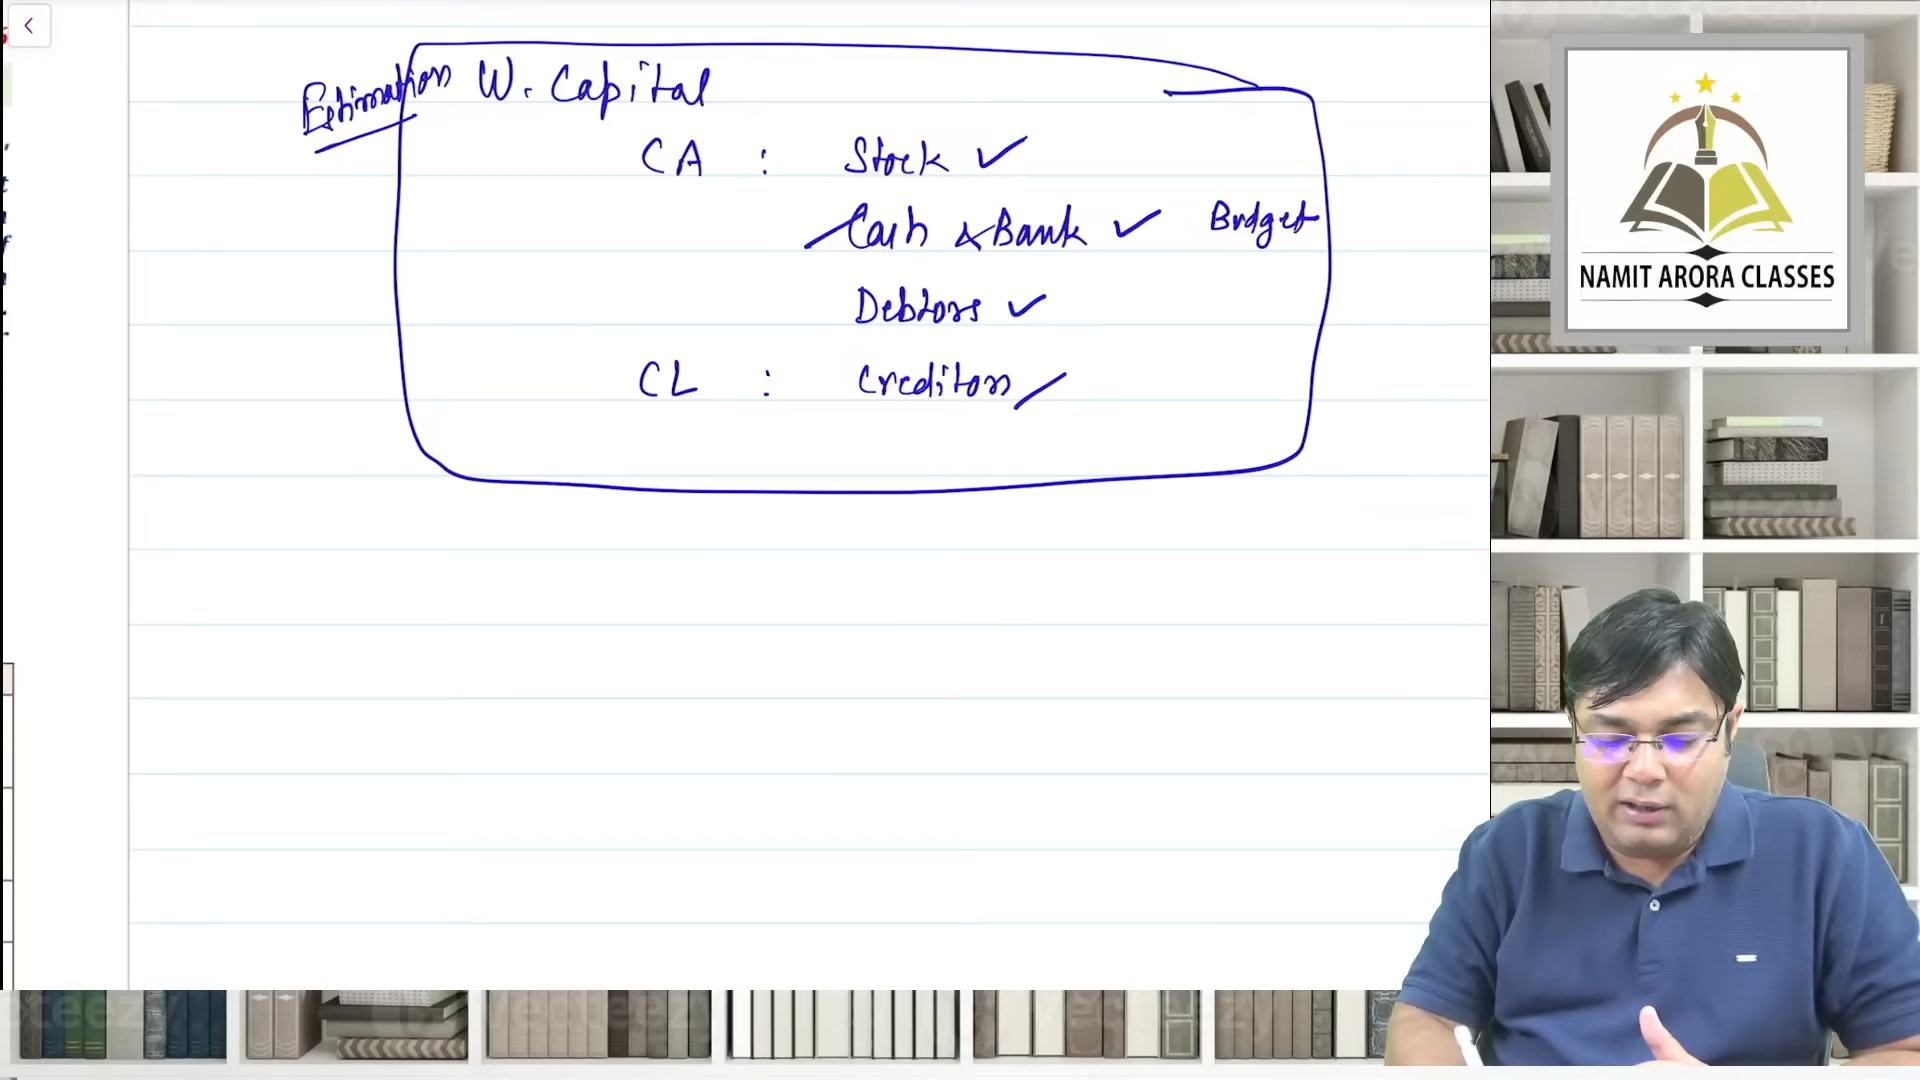 Estimation W. Capital
CA : Stock ✓
Cash & Bank ✓ Budget
Debtors ✓
CL : Creditors
NAMIT ARORA CLASSES